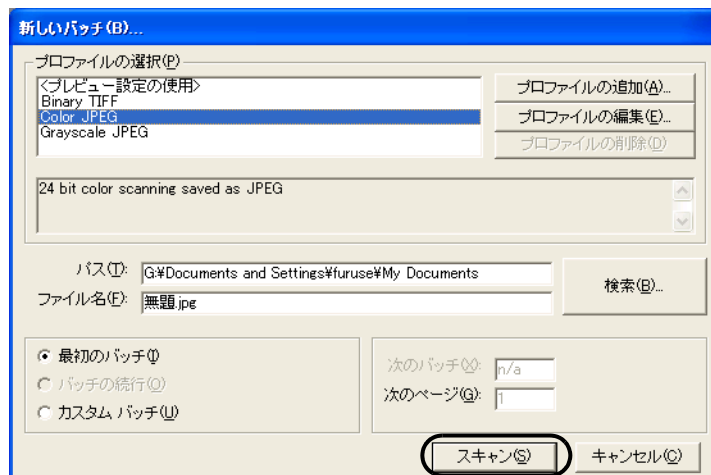 新しいバッチ(B)...
プロファイルの選択(P)
<プレビュー設定の使用>
Binary TIFF
Color JPEG
Grayscale JPEG
プロファイルの追加(A)...
プロファイルの編集(E)...
プロファイルの削除(D)
24 bit color scanning saved as JPEG
パス(T): G:¥Documents and Settings¥furuse¥My Documents
ファイル名(F): 無題.jpg
検索(B)...
最初のバッチ(I)
バッチの続行(O)
カスタム バッチ(U)
次のバッチ(X): n/a
次のページ(G): 1
スキャン(S)
キャンセル(C)